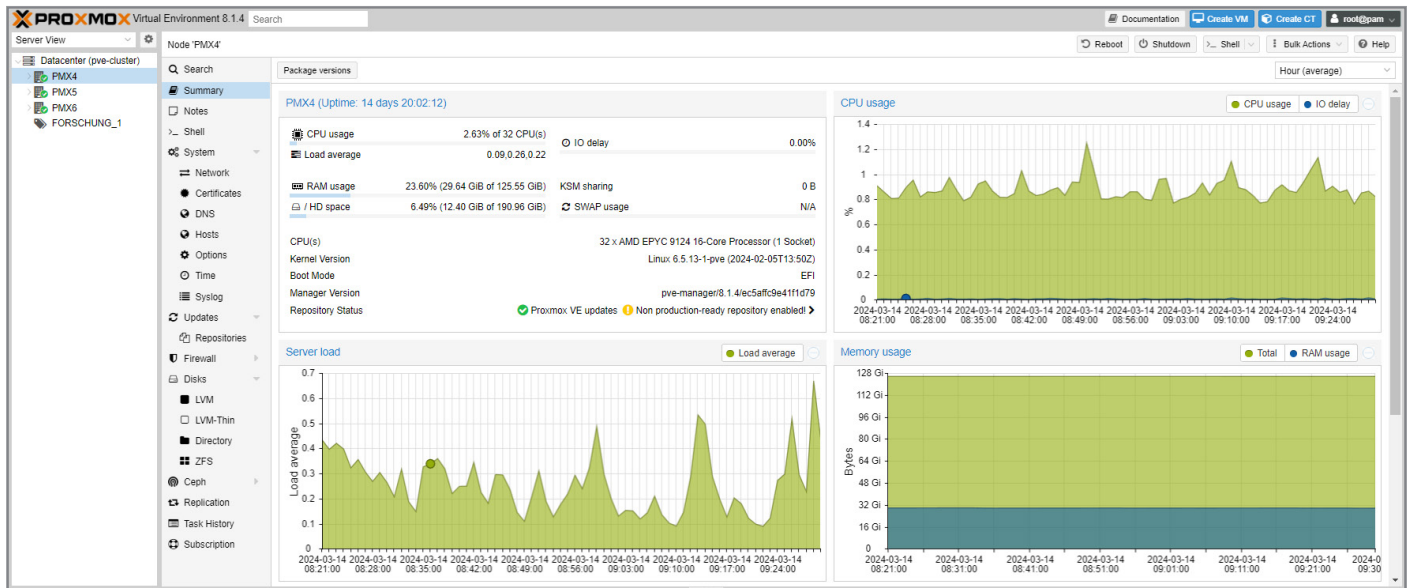 PROXMOX Virtual Environment 8.1.4 Search Documentation Create VM Create CT root@pam
Server View
Datacenter (pve-cluster)
PMX4
PMX5
PMX6
FORSCHUNG_1
Node 'PMX4' Reboot Shutdown >_ Shell Bulk Actions Help
Search
Summary
Notes
>_ Shell
System
Network
Certificates
DNS
Hosts
Options
Time
Syslog
Updates
Repositories
Firewall
Disks
LVM
LVM-Thin
Directory
ZFS
Ceph
Replication
Task History
Subscription
Package versions Hour (average)
PMX4 (Uptime: 14 days 20:02:12)
CPU usage 2.63% of 32 CPU(s)
IO delay 0.00%
Load average 0.09,0.26,0.22
RAM usage 23.60% (29.64 GiB of 125.55 GiB) KSM sharing 0 B
/ HD space 6.49% (12.40 GiB of 190.96 GiB) SWAP usage N/A
CPU(s) 32 x AMD EPYC 9124 16-Core Processor (1 Socket)
Kernel Version Linux 6.5.13-1-pve (2024-02-05T13:50Z)
Boot Mode EFI
Manager Version pve-manager/8.1.4/ec5affc9e41f1d79
Repository Status Proxmox VE updates Non production-ready repository enabled!
CPU usage CPU usage IO delay
1.4
1.2
1
0.8
%
0.6
0.4
0.2
0
2024-03-14 2024-03-14 2024-03-14 2024-03-14 2024-03-14 2024-03-14 2024-03-14 2024-03-14 2024-03-14 2024-03-14
08:21:00 08:28:00 08:35:00 08:42:00 08:49:00 08:56:00 09:03:00 09:10:00 09:17:00 09:24:00
Server load Load average
0.7
0.6
0.5
0.4
Load average
0.3
0.2
0.1
0
2024-03-14 2024-03-14 2024-03-14 2024-03-14 2024-03-14 2024-03-14 2024-03-14 2024-03-14 2024-03-14 2024-03-14
08:21:00 08:28:00 08:35:00 08:42:00 08:49:00 08:56:00 09:03:00 09:10:00 09:17:00 09:24:00
Memory usage Total RAM usage
128 Gi
112 Gi
96 Gi
80 Gi
Bytes
64 Gi
48 Gi
32 Gi
16 Gi
0
2024-03-14 2024-03-14 2024-03-14 2024-03-14 2024-03-14 2024-03-14 2024-03-14 2024-0
08:21:00 08:31:00 08:41:00 08:51:00 09:01:00 09:11:00 09:21:00 09:30